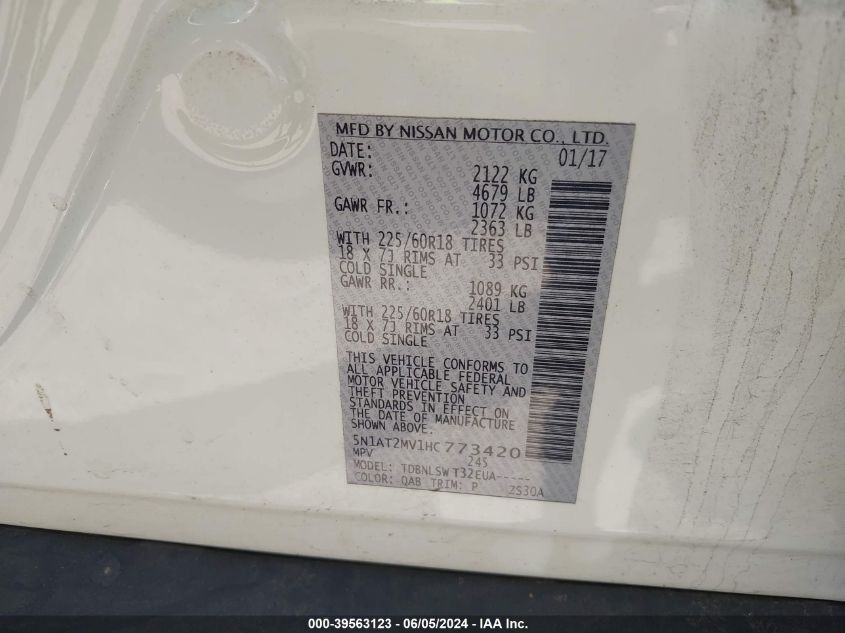 MFD BY NISSAN MOTOR CO., LTD.
DATE: 01/17
GVWR: 2122 KG
4679 LB
GAWR FR.: 1072 KG
2363 LB
WITH 225/60R18 TIRES
18 X 7J RIMS AT 33 PSI
COLD SINGLE
GAWR RR.: 1089 KG
2401 LB
WITH 225/60R18 TIRES
18 X 7J RIMS AT 33 PSI
COLD SINGLE
THIS VEHICLE CONFORMS TO
ALL APPLICABLE FEDERAL
MOTOR VEHICLE SAFETY AND
THEFT PREVENTION
STANDARDS IN EFFECT ON
THE DATE OF MANUFACTURE
SHOWN ABOVE.
5N1AT2MV1HC773420
MPV 245
MODEL: TDBNLSW T32EUA-----
COLOR: QAB TRIM: P 2S30A
000-39563123 - 06/05/2024 - IAA Inc.